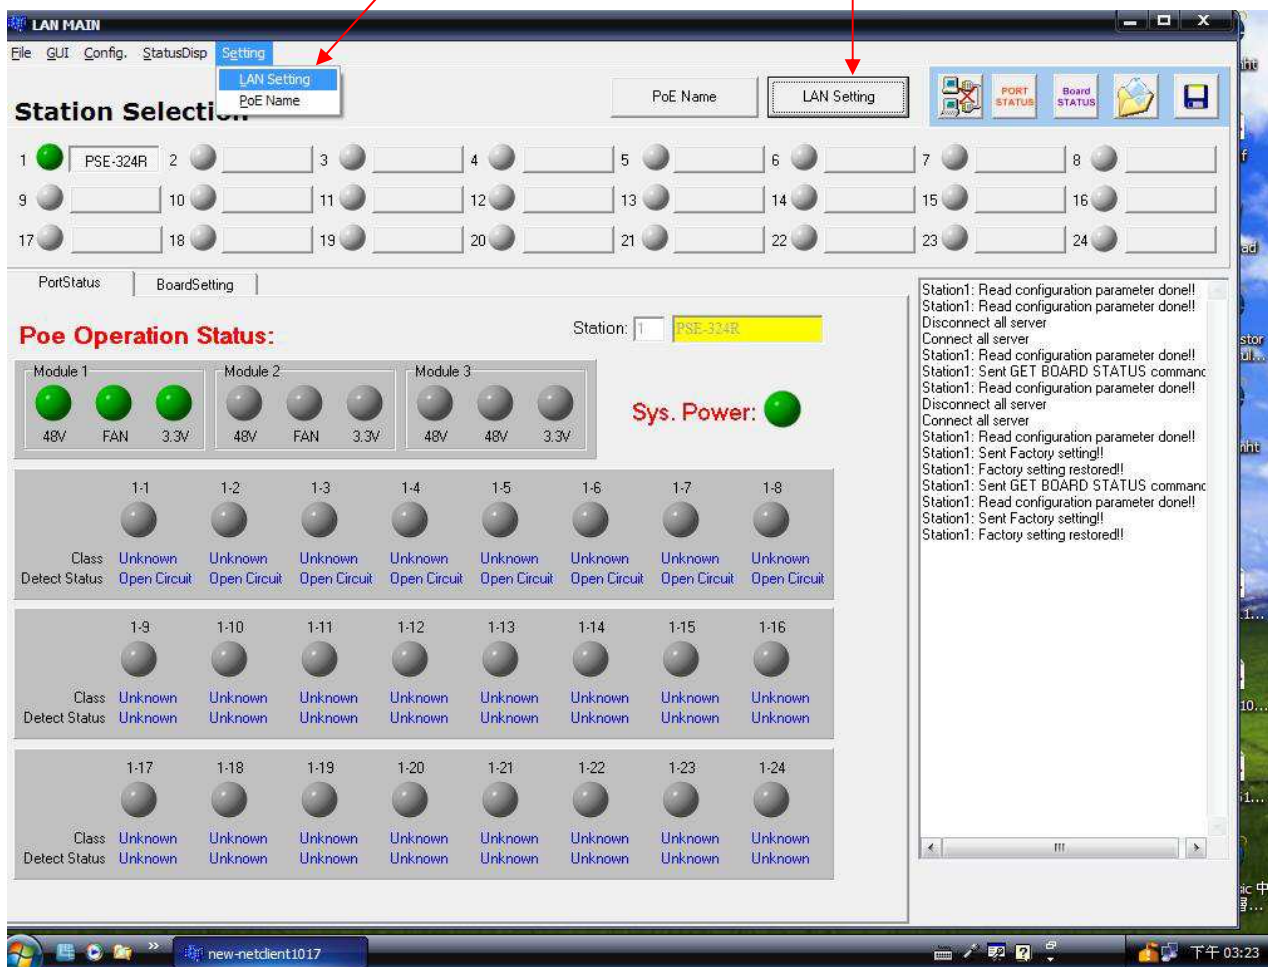 LAN MAIN
File GUI Config. StatusDisp Setting
LAN Setting
PoE Name
Station Selection
PoE Name LAN Setting PORT STATUS Board STATUS
1 PSE-324R 2 3 4 5 6 7 8
9 10 11 12 13 14 15 16
17 18 19 20 21 22 23 24
PortStatus BoardSetting
Poe Operation Status:
Station: 1 PSE-324R
Module 1 Module 2 Module 3
48V FAN 3.3V 48V FAN 3.3V 48V 48V 3.3V
Sys. Power:
1-1 1-2 1-3 1-4 1-5 1-6 1-7 1-8
Class Unknown Unknown Unknown Unknown Unknown Unknown Unknown Unknown
Detect Status Open Circuit Open Circuit Open Circuit Open Circuit Open Circuit Open Circuit Open Circuit Open Circuit
1-9 1-10 1-11 1-12 1-13 1-14 1-15 1-16
Class Unknown Unknown Unknown Unknown Unknown Unknown Unknown Unknown
Detect Status Unknown Unknown Unknown Unknown Unknown Unknown Unknown Unknown
1-17 1-18 1-19 1-20 1-21 1-22 1-23 1-24
Class Unknown Unknown Unknown Unknown Unknown Unknown Unknown Unknown
Detect Status Unknown Unknown Unknown Unknown Unknown Unknown Unknown Unknown
Station1: Read configuration parameter done!!
Station1: Read configuration parameter done!!
Disconnect all server
Connect all server
Station1: Read configuration parameter done!!
Station1: Sent GET BOARD STATUS command
Station1: Read configuration parameter done!!
Disconnect all server
Connect all server
Station1: Read configuration parameter done!!
Station1: Sent Factory setting!!
Station1: Factory setting restored!!
Station1: Sent GET BOARD STATUS command
Station1: Read configuration parameter done!!
Station1: Sent Factory setting!!
Station1: Factory setting restored!!
new-netclient1017
下午 03:23